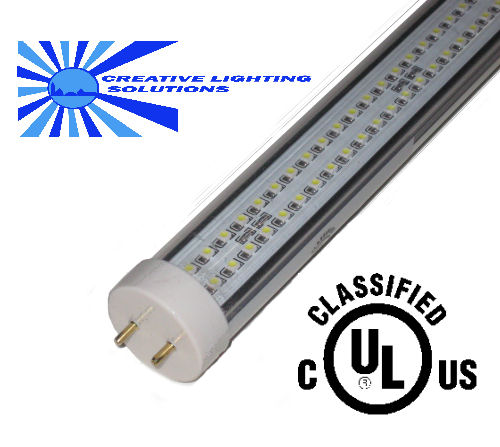 CREATIVE LIGHTING
SOLUTIONS
CLASSIFIED
C UL US
®